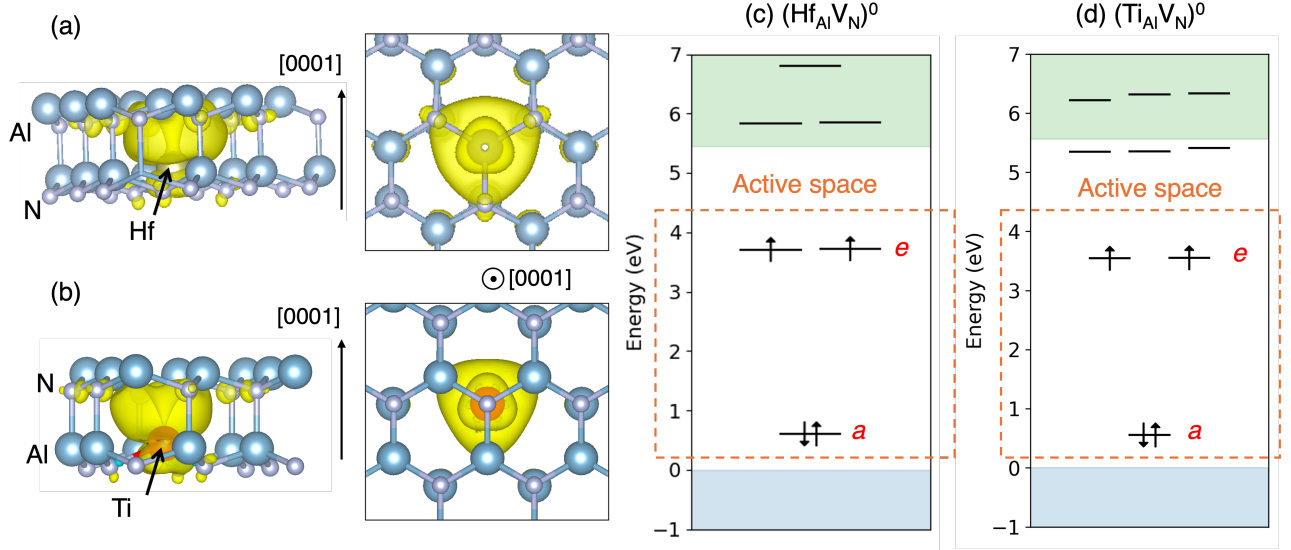 (a)
[0001]
Al
N
Hf
[0001]
(b)
[0001]
N
Al
Ti
(c) (Hf_Al V_N)^0
7
6
5
4
3
2
1
0
−1
Energy (eV)
Active space
e
a
(d) (Ti_Al V_N)^0
7
6
5
4
3
2
1
0
−1
Energy (eV)
Active space
e
a